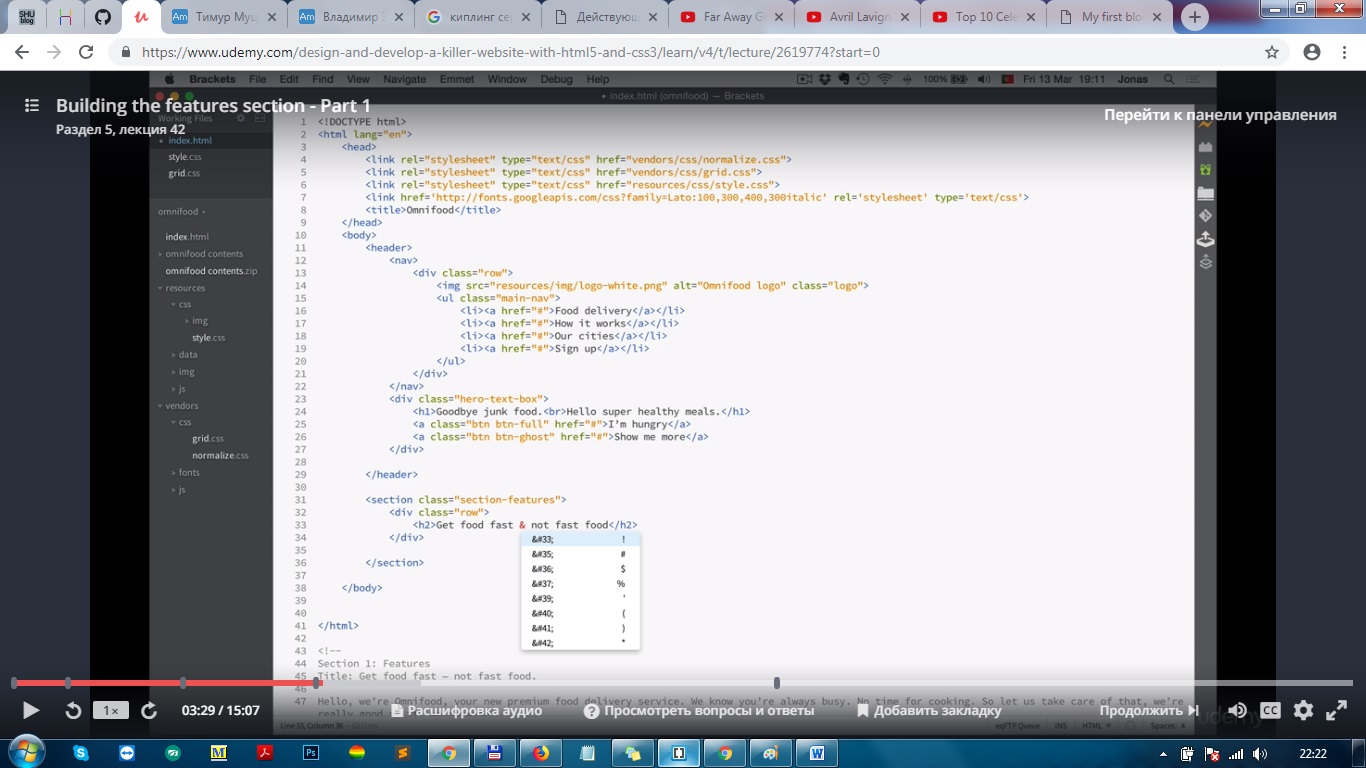 SHU blog
Тимур Муц
Владимир З
киплинг сер
Действующ
Far Away G
Avril Lavign
Top 10 Cele
My first blo
https://www.udemy.com/design-and-develop-a-killer-website-with-html5-and-css3/learn/v4/t/lecture/2619774?start=0
Brackets File Edit Find View Navigate Emmet Window Debug Help 100% Fri 13 Mar 19:11 Jonas
• index.html (omnifood) — Brackets
Building the features section - Part 1
Раздел 5, лекция 42
Перейти к панели управления
Working Files
index.html
style.css
grid.css
omnifood
index.html
omnifood contents
omnifood contents.zip
resources
css
img
style.css
data
img
js
vendors
css
grid.css
normalize.css
fonts
js
1 <!DOCTYPE html>
2 <html lang="en">
3 <head>
4 <link rel="stylesheet" type="text/css" href="vendors/css/normalize.css">
5 <link rel="stylesheet" type="text/css" href="vendors/css/grid.css">
6 <link rel="stylesheet" type="text/css" href="resources/css/style.css">
7 <link href='http://fonts.googleapis.com/css?family=Lato:100,300,400,300italic' rel='stylesheet' type='text/css'>
8 <title>Omnifood</title>
9 </head>
10 <body>
11 <header>
12 <nav>
13 <div class="row">
14 <img src="resources/img/logo-white.png" alt="Omnifood logo" class="logo">
15 <ul class="main-nav">
16 <li><a href="#">Food delivery</a></li>
17 <li><a href="#">How it works</a></li>
18 <li><a href="#">Our cities</a></li>
19 <li><a href="#">Sign up</a></li>
20 </ul>
21 </div>
22 </nav>
23 <div class="hero-text-box">
24 <h1>Goodbye junk food.<br>Hello super healthy meals.</h1>
25 <a class="btn btn-full" href="#">I'm hungry</a>
26 <a class="btn btn-ghost" href="#">Show me more</a>
27 </div>
28
29 </header>
30
31 <section class="section-features">
32 <div class="row">
33 <h2>Get food fast & not fast food</h2>
34 </div>
35
36 </section>
37
38 </body>
39
40
41 </html>
42
43 <!--
44 Section 1: Features
45 Title: Get food fast — not fast food.
46
47 Hello, we're Omnifood, your new premium food delivery service. We know you're always busy. No time for cooking. So let us take care of that, we're
really good
&#33; !
&#35; #
&#36; $
&#37; %
&#39; '
&#40; (
&#41; )
&#42; *
1× 03:29 / 15:07 Расшифровка аудио Просмотреть вопросы и ответы Добавить закладку Продолжить CC
udemy
Line 33, Column 36 eqFTP Queue INS HTML Spaces: 4
22:22